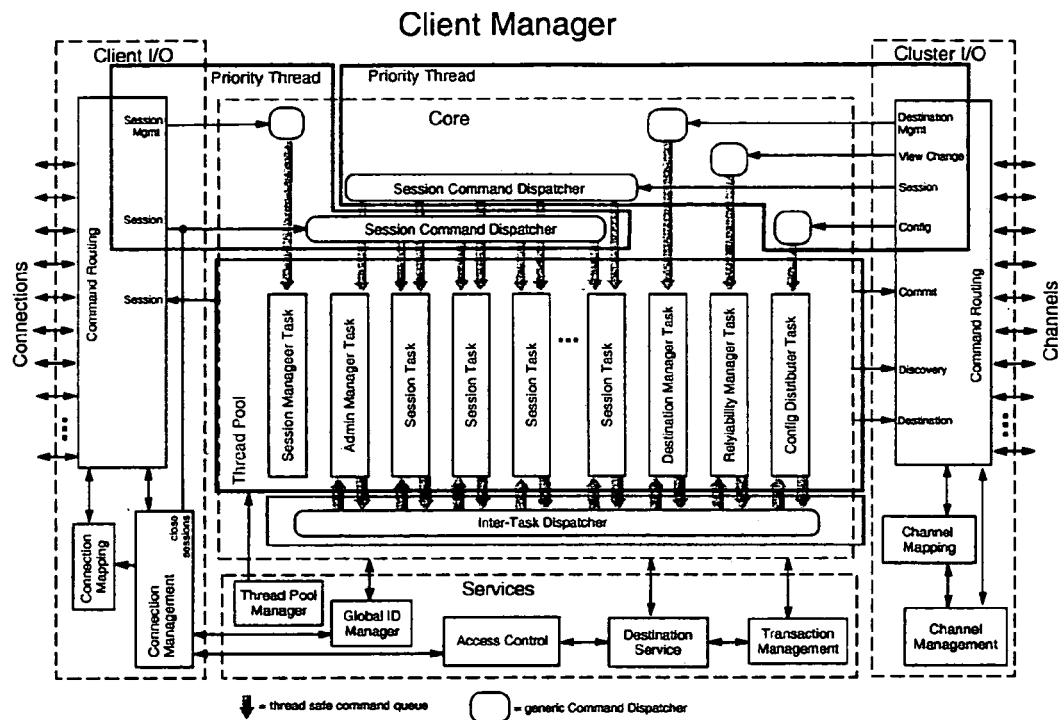 Client Manager
Client I/O
Priority Thread
Priority Thread
Cluster I/O
Core
Session
Mgmt
Session
Session
Command Routing
Connections
Session Command Dispatcher
Session Command Dispatcher
Destination
Mgmt
View Change
Session
Config
Commit
Discovery
Destination
Command Routing
Channels
Thread Pool
Session Manageer Task
Admin Manager Task
Session Task
Session Task
Session Task
...
Session Task
Destination Manager Task
Relyiability Manager Task
Config Distributer Task
Inter-Task Dispatcher
close
sessions
Connection Mapping
Connection
Management
Channel
Mapping
Channel
Management
Services
Thread Pool
Manager
Global ID
Manager
Access Control
Destination
Service
Transaction
Management
= thread safe command queue
= generic Command Dispatcher